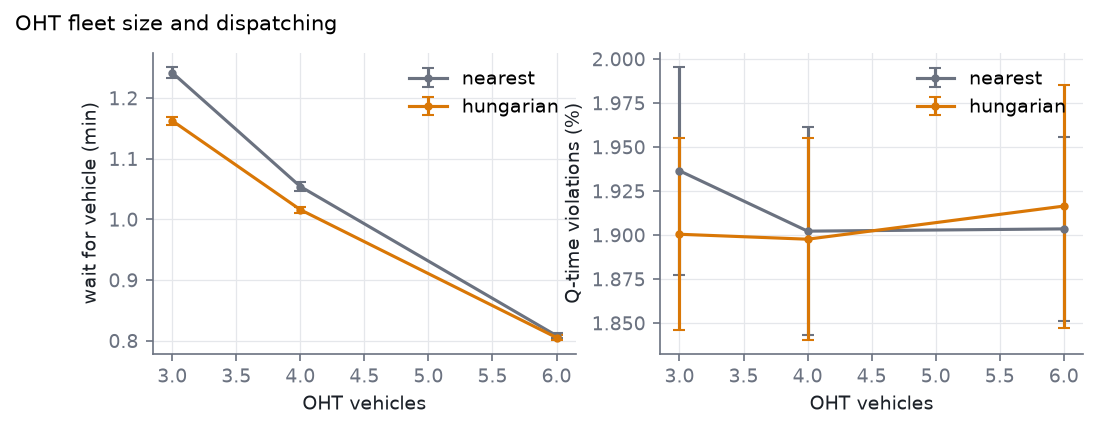 OHT fleet size and dispatching
wait for vehicle (min)
1.2
1.1
1.0
0.9
0.8
3.0 3.5 4.0 4.5 5.0 5.5 6.0
OHT vehicles
nearest
hungarian
Q-time violations (%)
2.000
1.975
1.950
1.925
1.900
1.875
1.850
3.0 3.5 4.0 4.5 5.0 5.5 6.0
OHT vehicles
nearest
hungarian